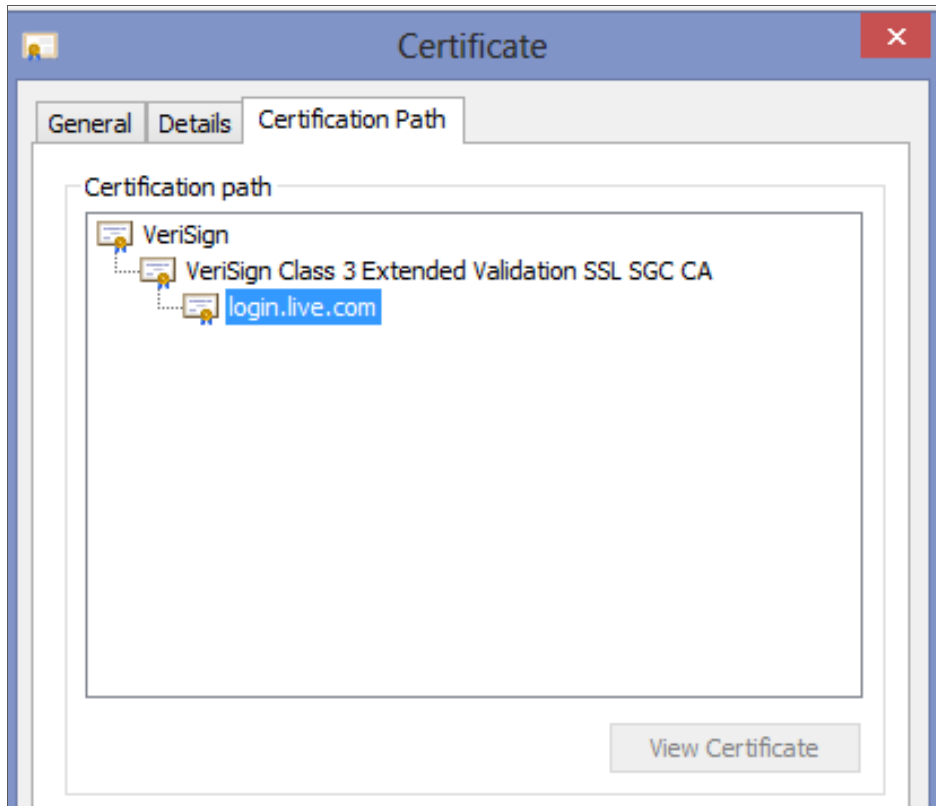 Certificate
General Details Certification Path
Certification path
VeriSign
VeriSign Class 3 Extended Validation SSL SGC CA
login.live.com
View Certificate